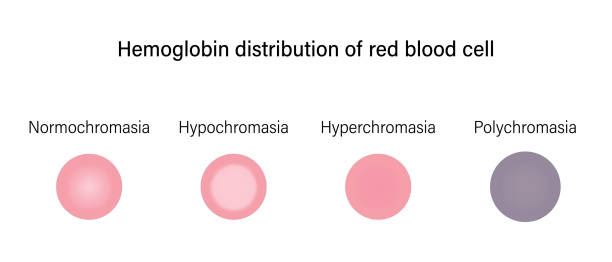 Hemoglobin distribution of red blood cell
Normochromasia Hypochromasia Hyperchromasia Polychromasia